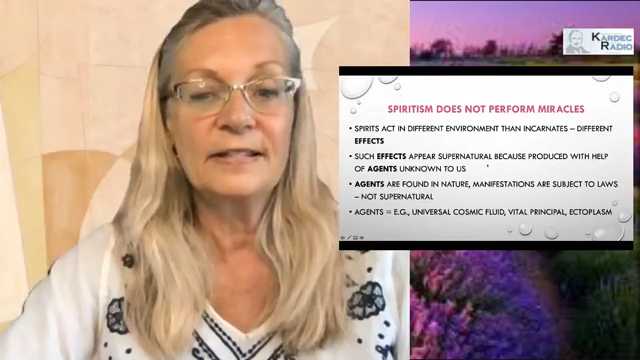 KARDEC
RADIO
SPIRITISM DOES NOT PERFORM MIRACLES
• SPIRITS ACT IN DIFFERENT ENVIRONMENT THAN INCARNATES – DIFFERENT
EFFECTS
• SUCH EFFECTS APPEAR SUPERNATURAL BECAUSE PRODUCED WITH HELP
OF AGENTS UNKNOWN TO US
• AGENTS ARE FOUND IN NATURE, MANIFESTATIONS ARE SUBJECT TO LAWS
– NOT SUPERNATURAL
• AGENTS = E.G., UNIVERSAL COSMIC FLUID, VITAL PRINCIPAL, ECTOPLASM